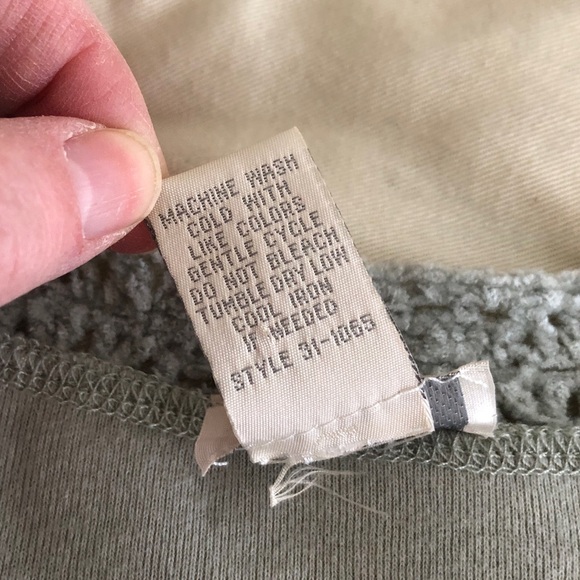 MACHINE WASH
COLD WITH
LIKE COLORS
GENTLE CYCLE
DO NOT BLEACH
TUMBLE DRY LOW
COOL IRON
IF NEEDED
STYLE 31-1065